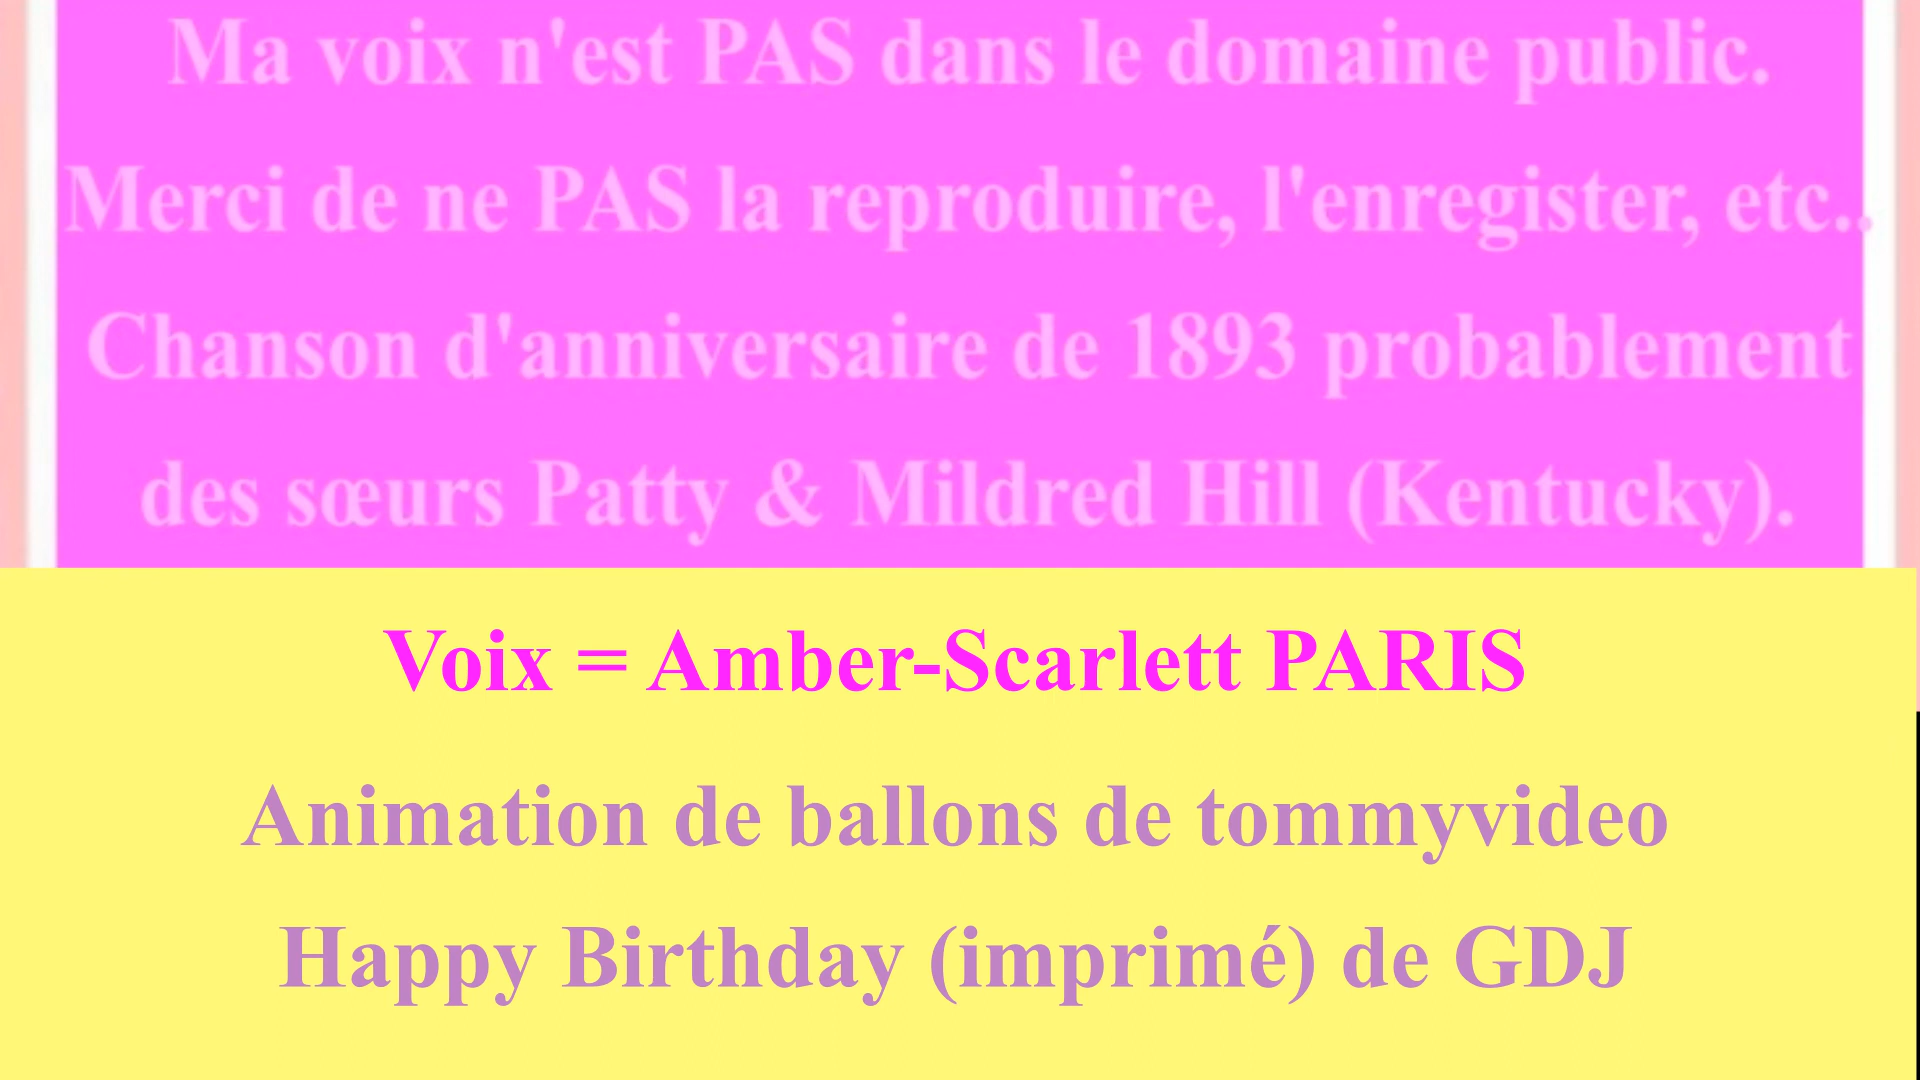 Ma voix n'est PAS dans le domaine public.
Merci de ne PAS la reproduire, l'enregister, etc..
Chanson d'anniversaire de 1893 probablement
des sœurs Patty & Mildred Hill (Kentucky).
Voix = Amber-Scarlett PARIS
Animation de ballons de tommyvideo
Happy Birthday (imprimé) de GDJ